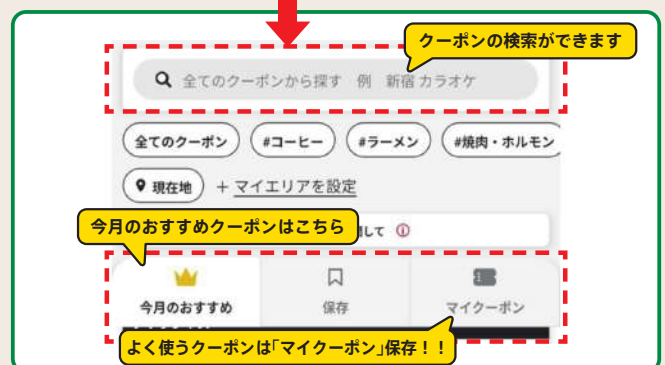 クーポンの検索ができます
全てのクーポンから探す 例 新宿 カラオケ
全てのクーポン #コーヒー #ラーメン #焼肉・ホルモン
現在地 + マイエリアを設定
今月のおすすめクーポンはこちら
して
今月のおすすめ 保存 マイクーポン
よく使うクーポンは「マイクーポン」保存！！